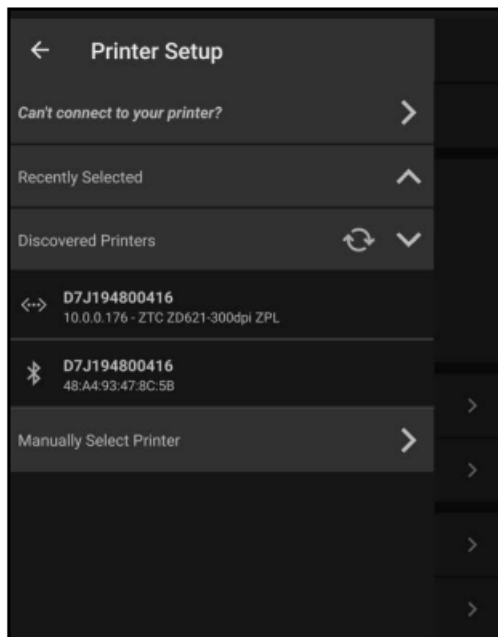 Printer Setup
Can't connect to your printer?
Recently Selected
Discovered Printers
D7J194800416
10.0.0.176 - ZTC ZD621-300dpi ZPL
D7J194800416
48:A4:93:47:8C:5B
Manually Select Printer